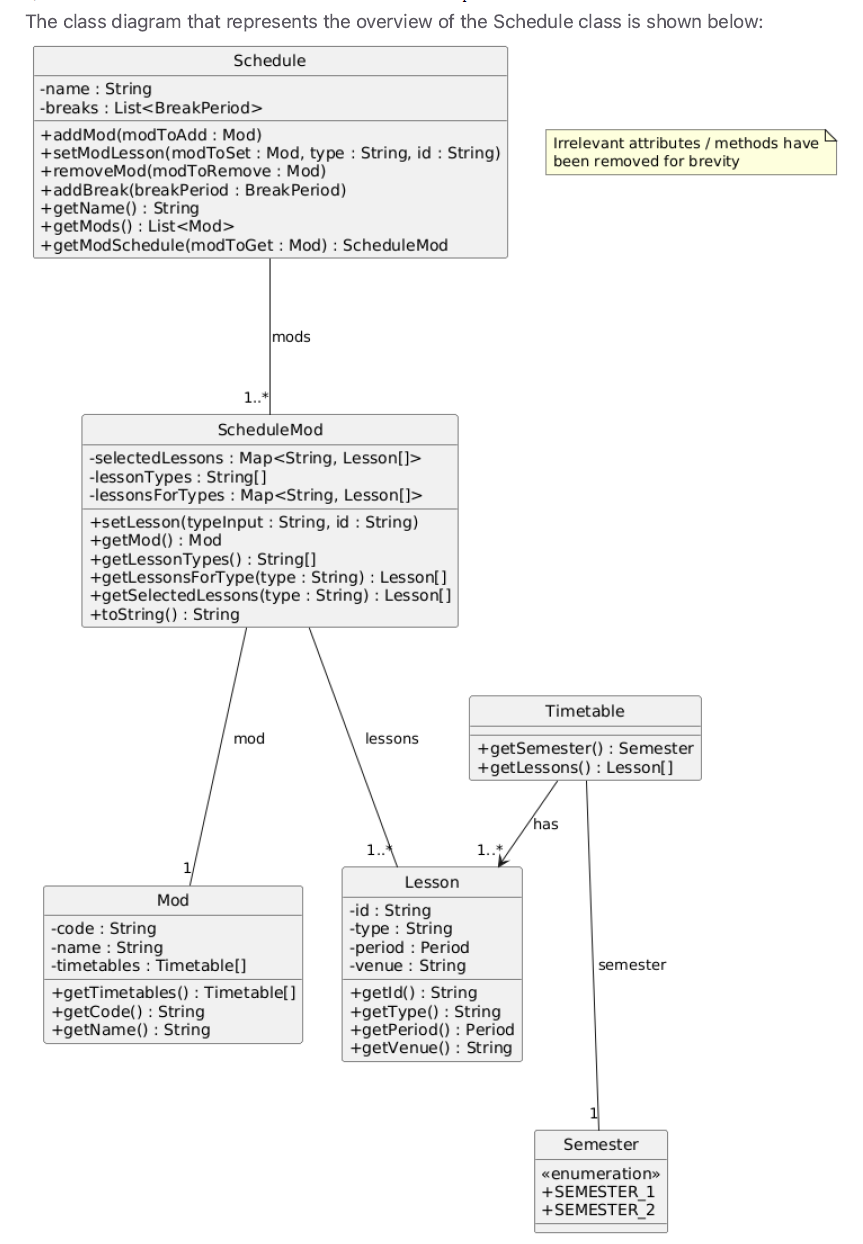 The class diagram that represents the overview of the Schedule class is shown below:
Schedule
-name : String
-breaks : List<BreakPeriod>
+addMod(modToAdd : Mod)
+setModLesson(modToSet : Mod, type : String, id : String)
+removeMod(modToRemove : Mod)
+addBreak(breakPeriod : BreakPeriod)
+getName() : String
+getMods() : List<Mod>
+getModSchedule(modToGet : Mod) : ScheduleMod
Irrelevant attributes / methods have
been removed for brevity
mods
1..*
ScheduleMod
-selectedLessons : Map<String, Lesson[]>
-lessonTypes : String[]
-lessonsForTypes : Map<String, Lesson[]>
+setLesson(typeInput : String, id : String)
+getMod() : Mod
+getLessonTypes() : String[]
+getLessonsForType(type : String) : Lesson[]
+getSelectedLessons(type : String) : Lesson[]
+toString() : String
mod
lessons
Timetable
+getSemester() : Semester
+getLessons() : Lesson[]
has
1
1..*
1..*
Mod
-code : String
-name : String
-timetables : Timetable[]
+getTimetables() : Timetable[]
+getCode() : String
+getName() : String
Lesson
-id : String
-type : String
-period : Period
-venue : String
+getId() : String
+getType() : String
+getPeriod() : Period
+getVenue() : String
semester
1
Semester
«enumeration»
+SEMESTER_1
+SEMESTER_2